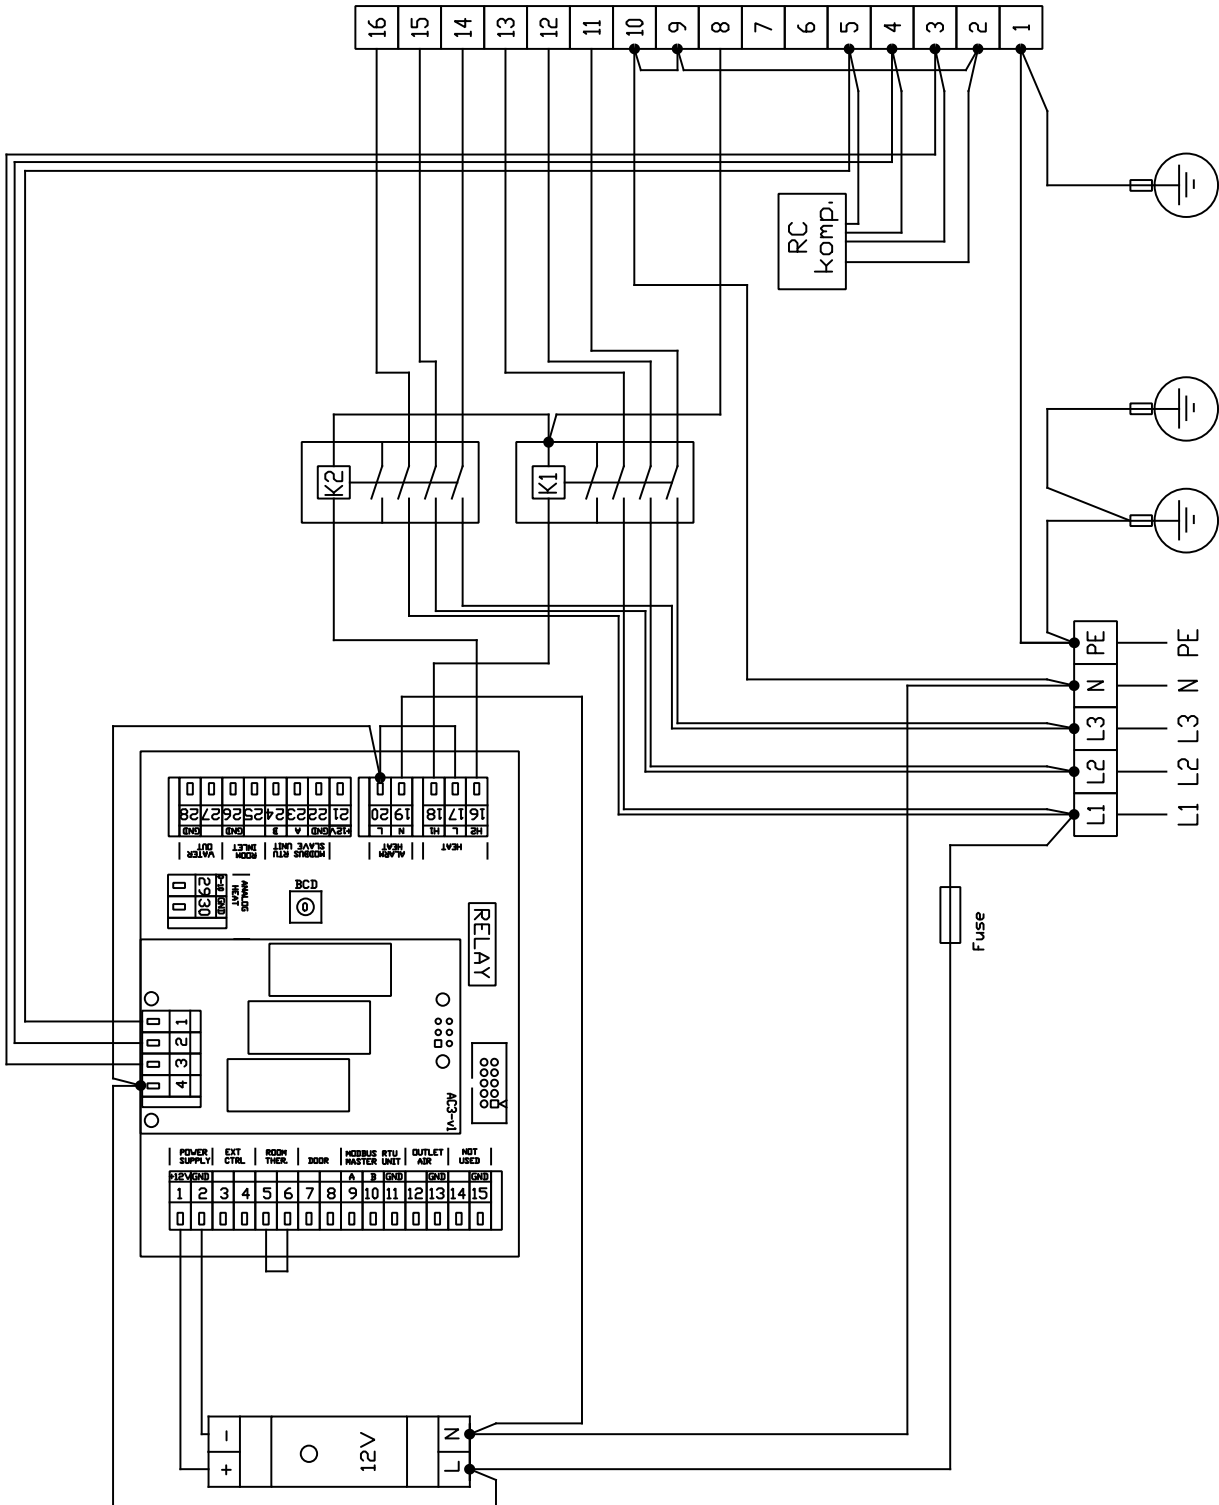 16 15 14 13 12 11 10 9 8 7 6 5 4 3 2 1
RC
komp.
K2
K1
PE PE
N N
L3 L3
L2 L2
L1 L1
Fuse
28 27 26 25 24 23 22 21
GND GND B A GND +12V
VATER
OUT
ROOM
INLET
MODBUS RTU
SLAVE UNIT
20 19 18 17 16
L N H1 L H2
ALARM
HEAT
HEAT
29 30
0-10 GND
ANALOG
HEAT
BCD
RELAY
1
2
3
4
AC3-v1
POWER
SUPPLY
EXT
CTRL
ROOM
THER.
DOOR
MODBUS RTU
MASTER UNIT
OUTLET
AIR
NOT
USED
+12V GND A B GND GND GND
1 2 3 4 5 6 7 8 9 10 11 12 13 14 15
- N
12V
+ L